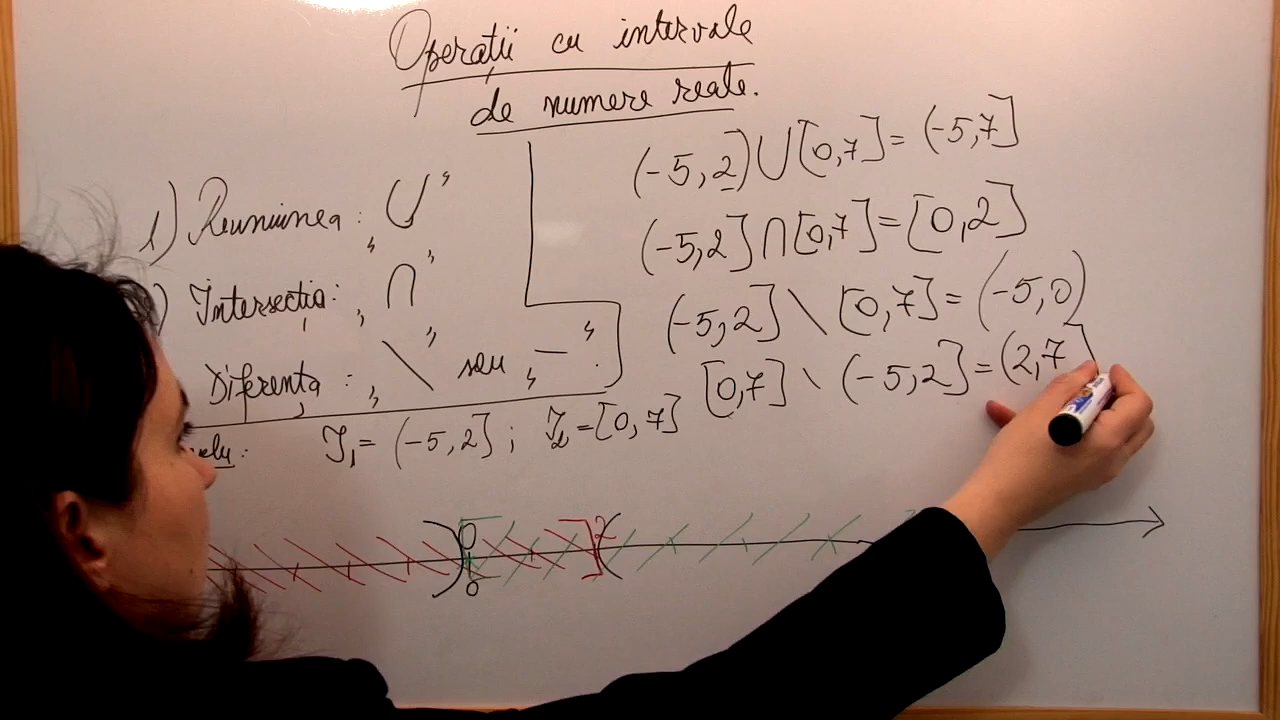 Operații cu intervale
de numere reale.
1) Reuniunea: „∪”
) Intersecția: „∩”
Diferența: „\” sau „—”.
I₁ = (-5,2] ; I₂ = [0,7]
(-5,2) ∪ [0,7] = (-5,7]
(-5,2] ∩ [0,7] = [0,2]
(-5,2] \ [0,7] = (-5,0)
[0,7] \ (-5,2] = (2,7]
0 2
0